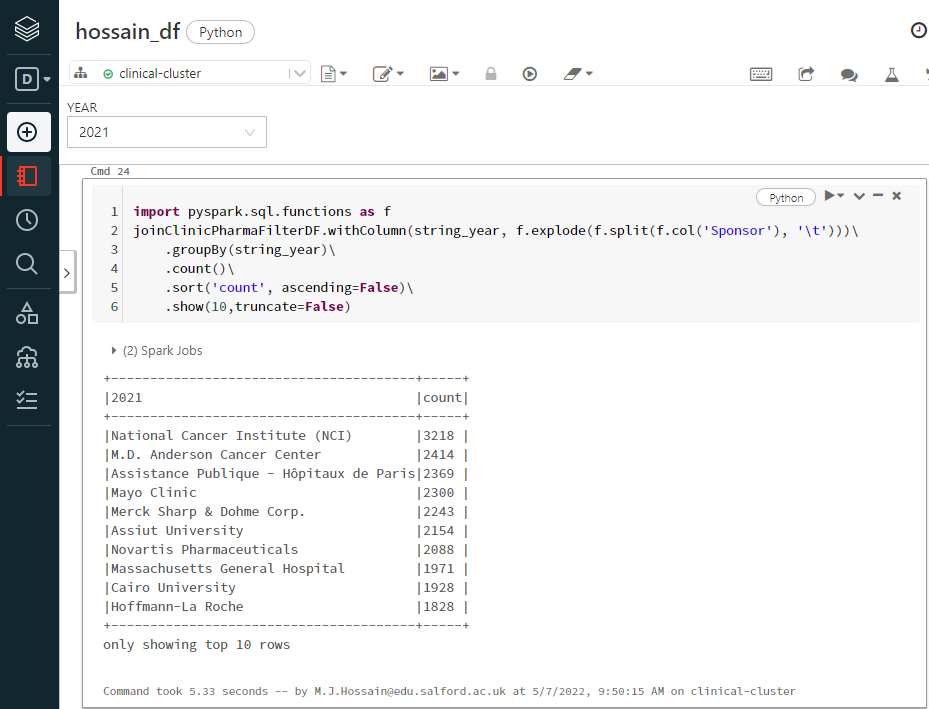 hossain_df Python
D
clinical-cluster
YEAR
2021
Cmd 24
Python
1 import pyspark.sql.functions as f
2 joinClinicPharmaFilterDF.withColumn(string_year, f.explode(f.split(f.col('Sponsor'), '\t')))\
3     .groupBy(string_year)\
4     .count()\
5     .sort('count', ascending=False)\
6     .show(10,truncate=False)
(2) Spark Jobs
+---------------------------------------+-----+
|2021                                   |count|
+---------------------------------------+-----+
|National Cancer Institute (NCI)        |3218 |
|M.D. Anderson Cancer Center            |2414 |
|Assistance Publique - Hôpitaux de Paris|2369 |
|Mayo Clinic                            |2300 |
|Merck Sharp & Dohme Corp.              |2243 |
|Assiut University                      |2154 |
|Novartis Pharmaceuticals               |2088 |
|Massachusetts General Hospital         |1971 |
|Cairo University                       |1928 |
|Hoffmann-La Roche                      |1828 |
+---------------------------------------+-----+
only showing top 10 rows
Command took 5.33 seconds -- by M.J.Hossain@edu.salford.ac.uk at 5/7/2022, 9:50:15 AM on clinical-cluster